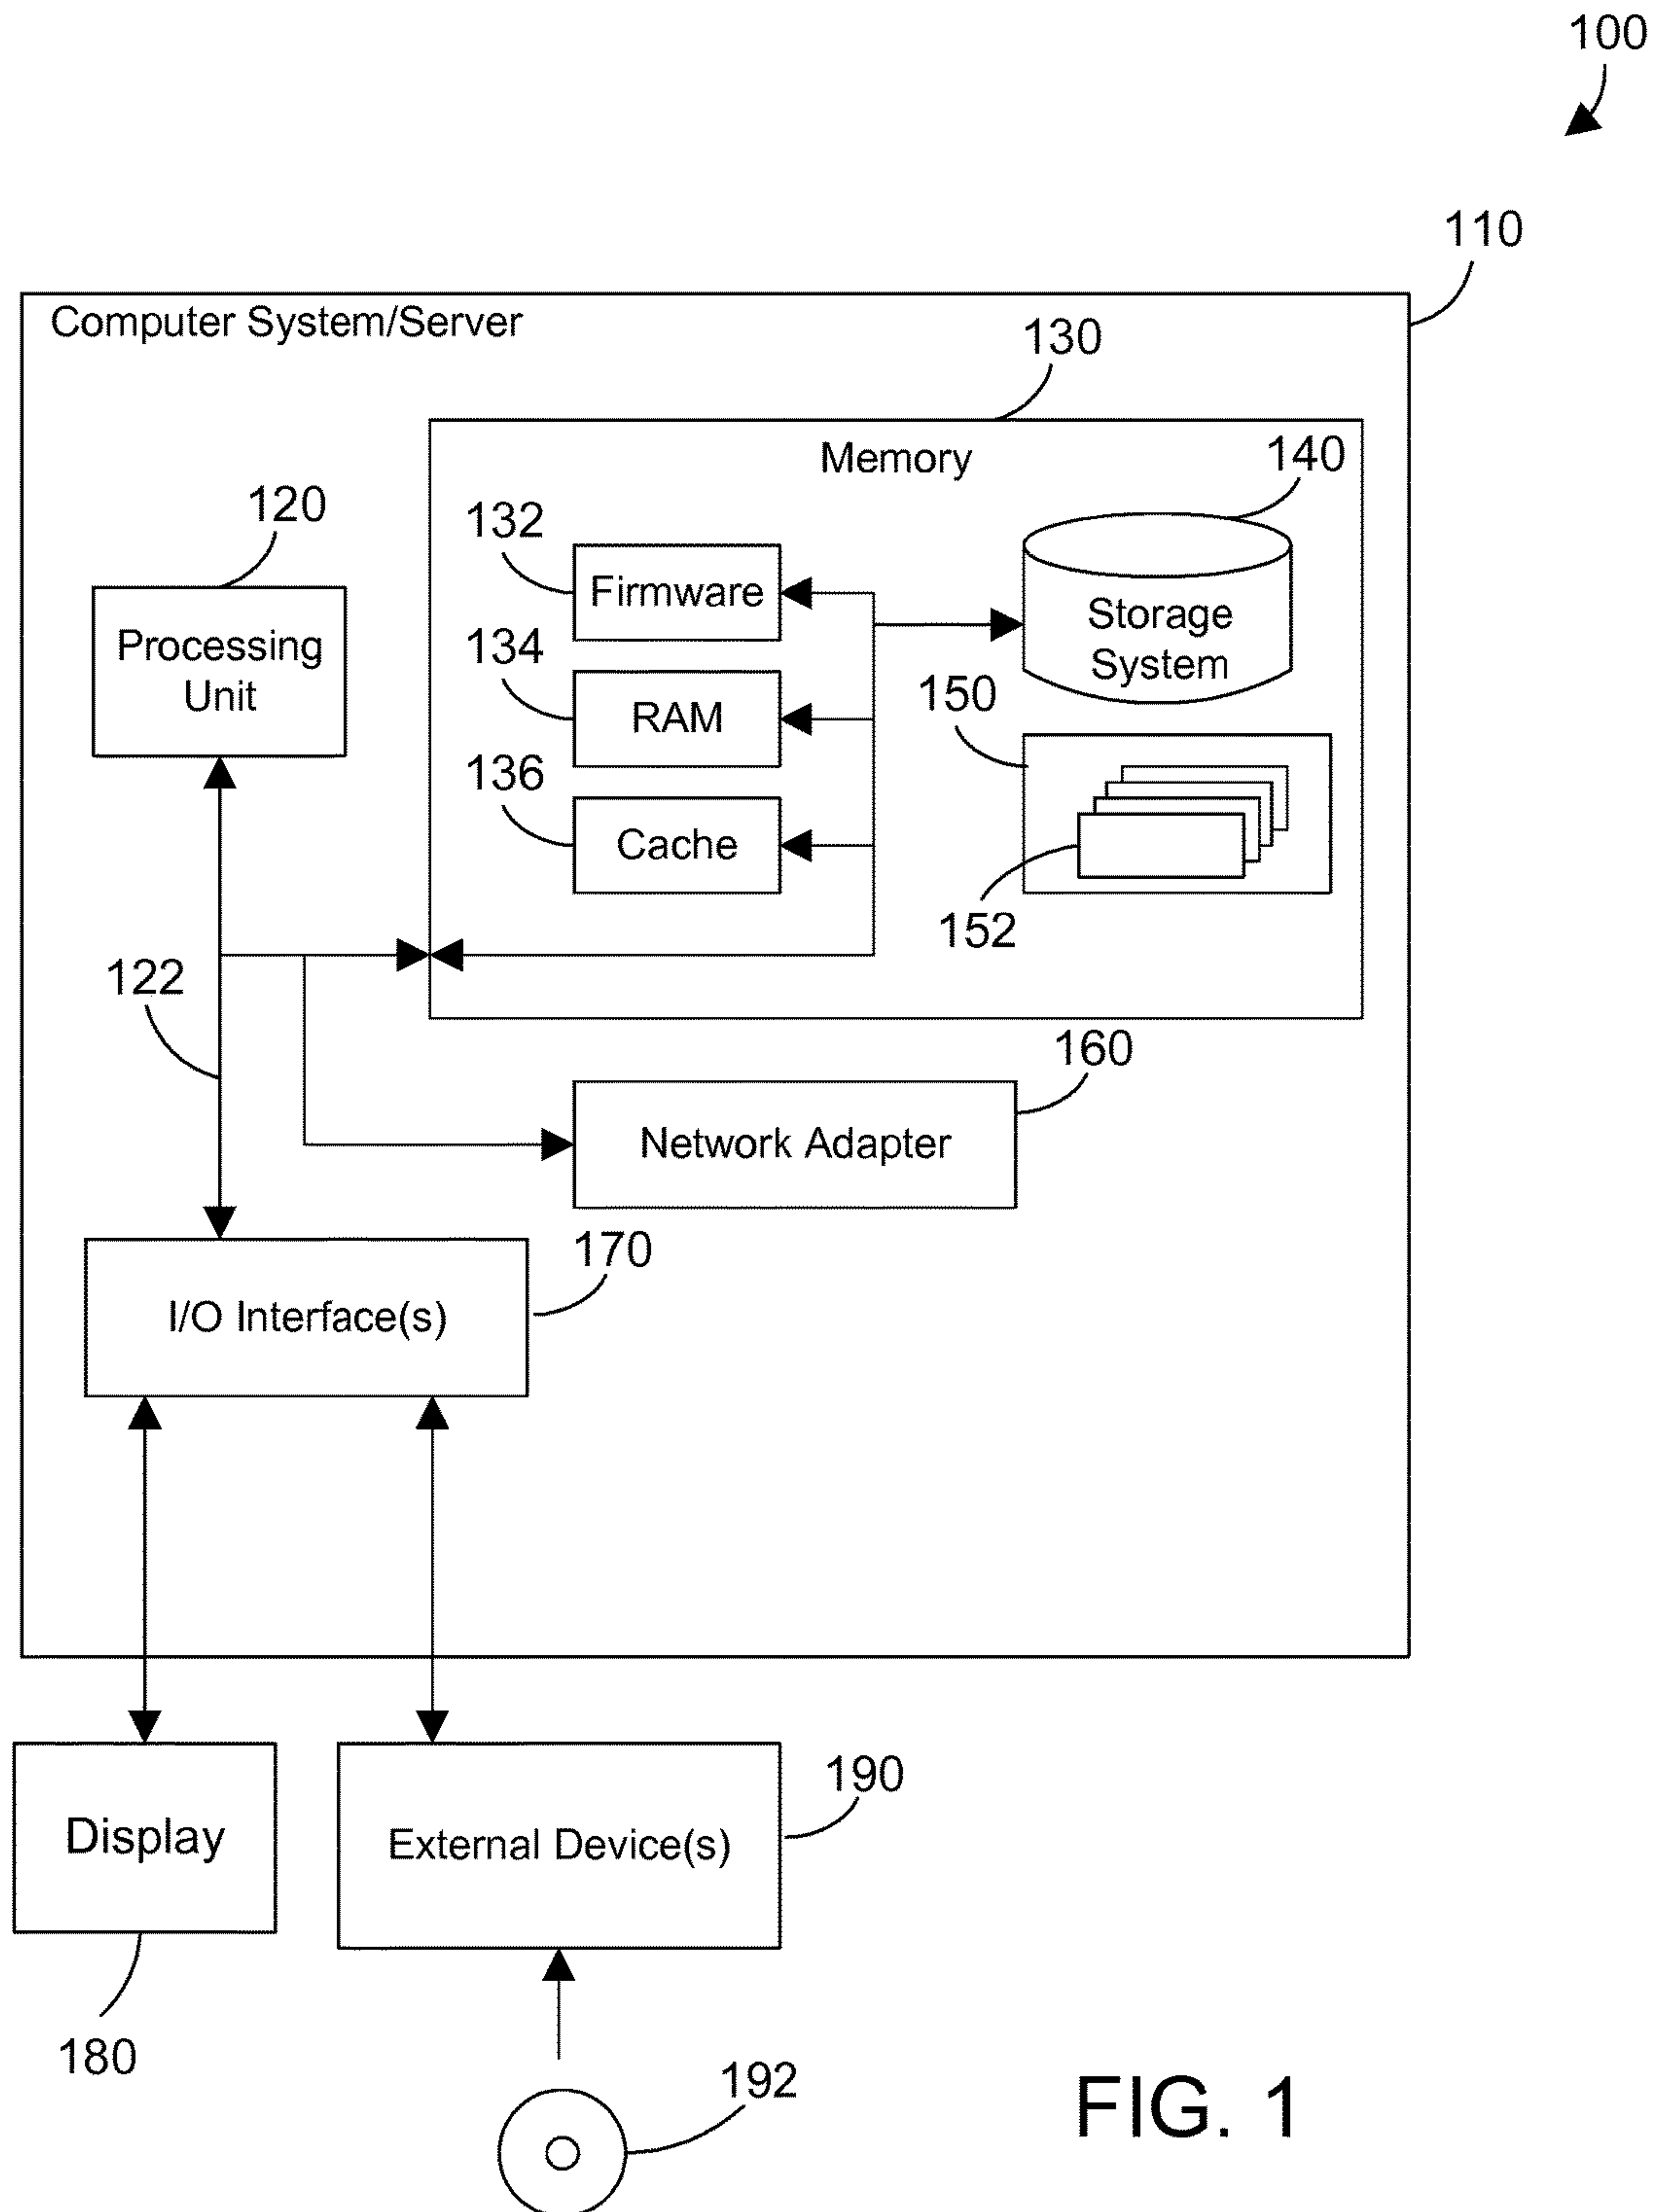 100
110
Computer System/Server
130
Memory
140
120
132
Firmware
Storage
System
Processing
Unit
134
RAM
150
136
Cache
152
122
160
Network Adapter
170
I/O Interface(s)
190
Display
External Device(s)
180
192
FIG. 1